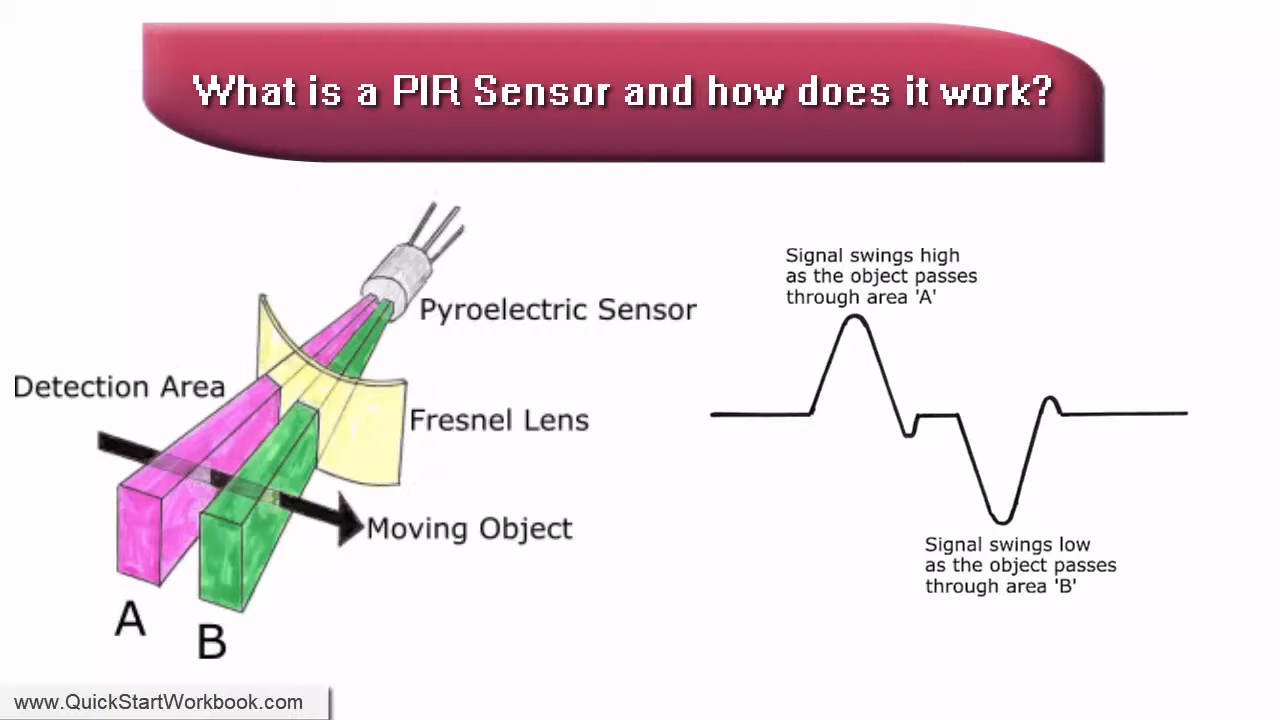 What is a PIR Sensor and how does it work?
Signal swings high
as the object passes
through area 'A'
Pyroelectric Sensor
Detection Area
Fresnel Lens
Moving Object
A
B
Signal swings low
as the object passes
through area 'B'
www.QuickStartWorkbook.com